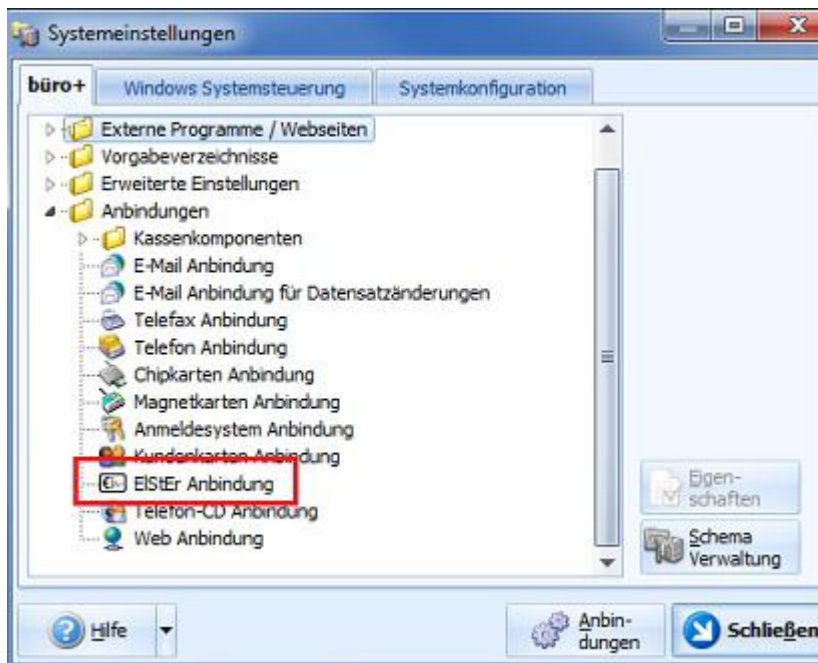 Systemeinstellungen
büro+ Windows Systemsteuerung Systemkonfiguration
Externe Programme / Webseiten
Vorgabeverzeichnisse
Erweiterte Einstellungen
Anbindungen
Kassenkomponenten
E-Mail Anbindung
E-Mail Anbindung für Datensatzänderungen
Telefax Anbindung
Telefon Anbindung
Chipkarten Anbindung
Magnetkarten Anbindung
Anmeldesystem Anbindung
Kundenkarten Anbindung
ElStEr Anbindung
Telefon-CD Anbindung
Web Anbindung
Eigen-
schaften
Schema
Verwaltung
Hilfe
Anbin-
dungen
Schließen